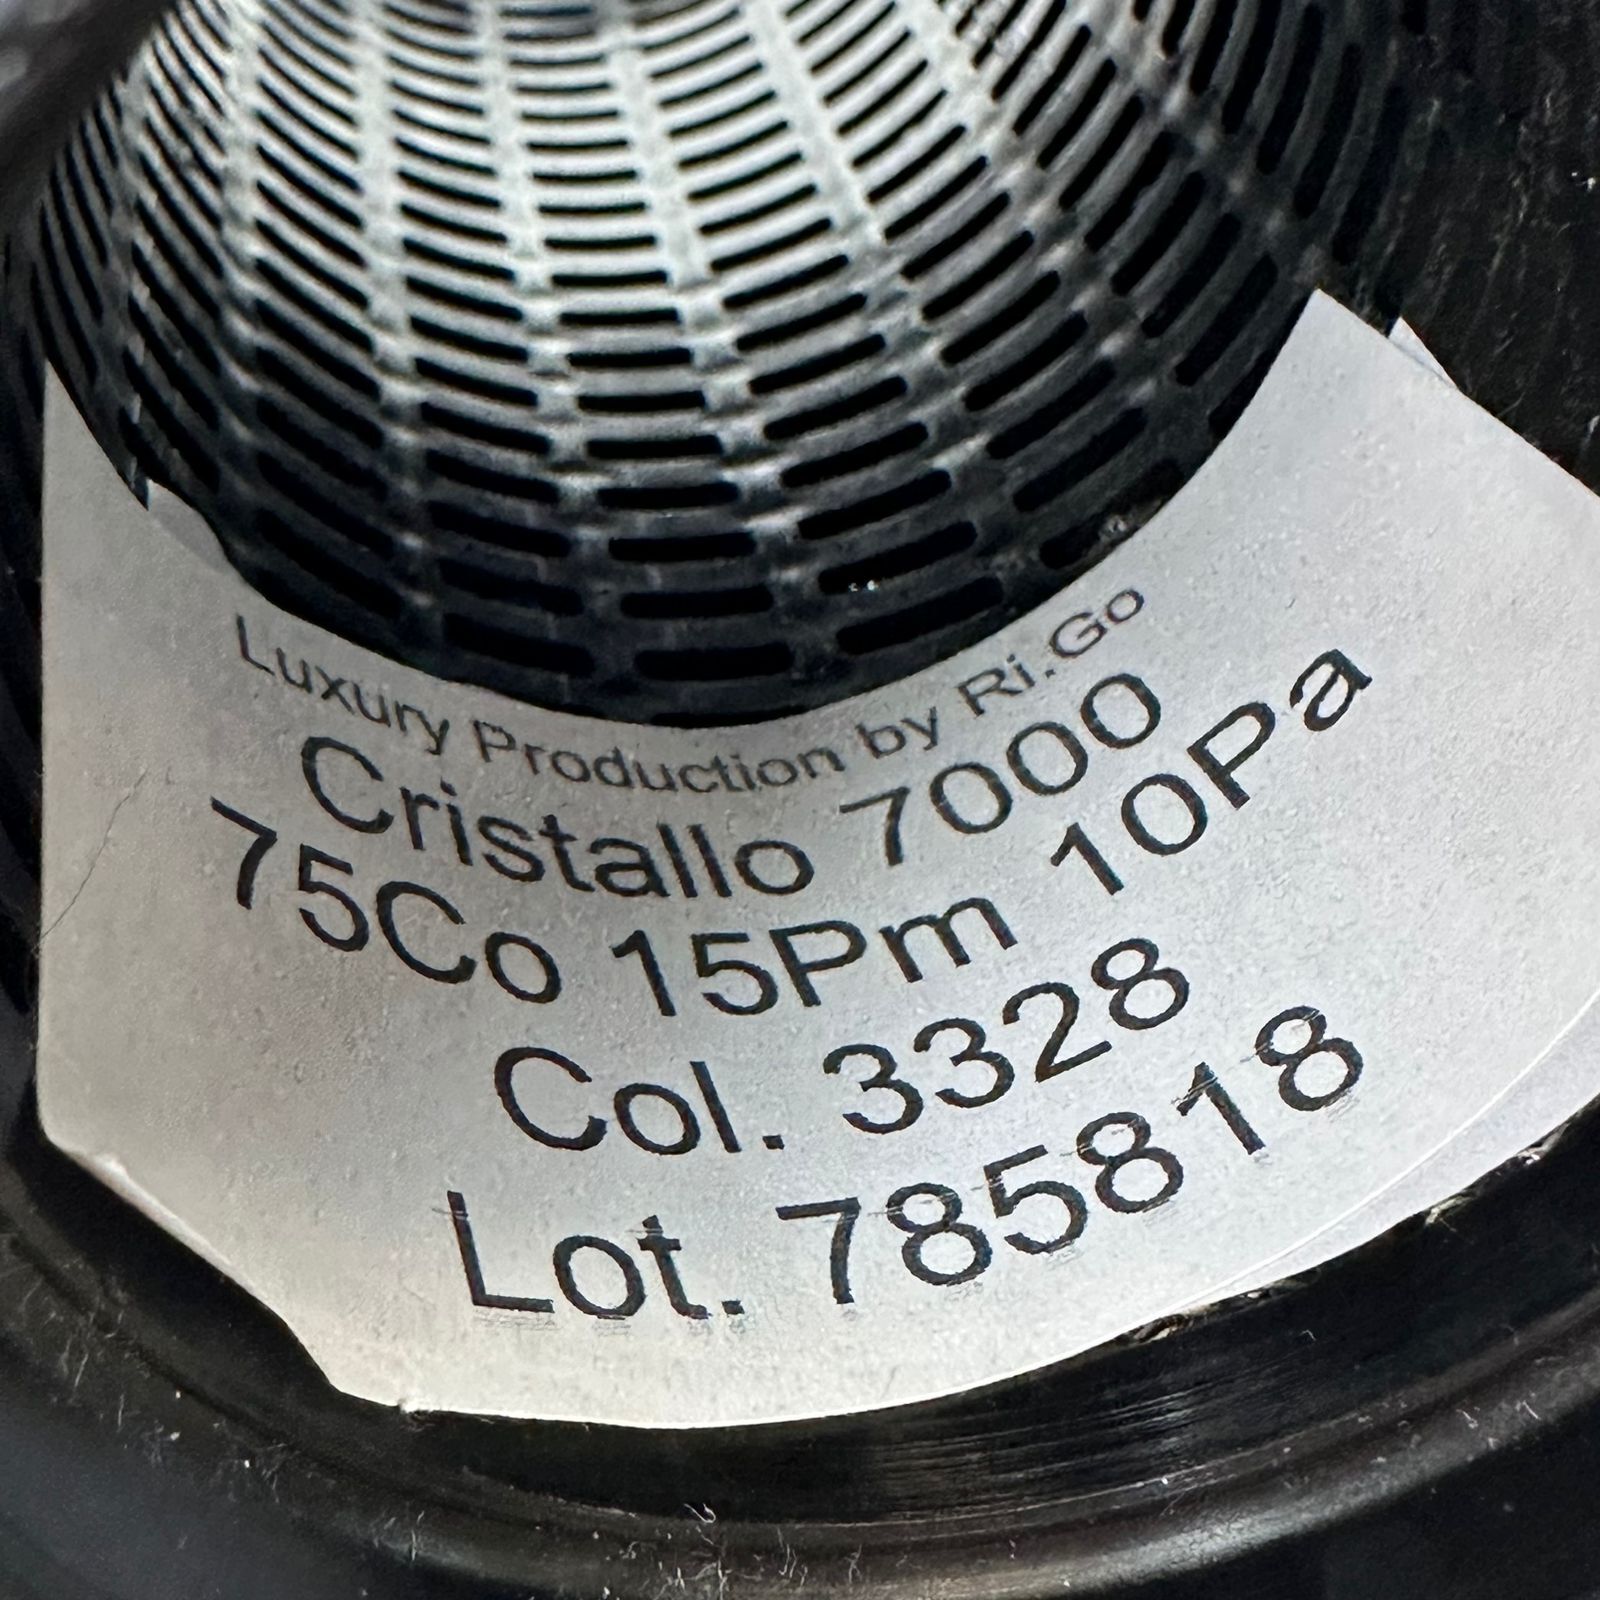 Luxury Production by Ri.Go
Cristallo 7000
75Co 15Pm 10Pa
Col. 3328
Lot. 785818